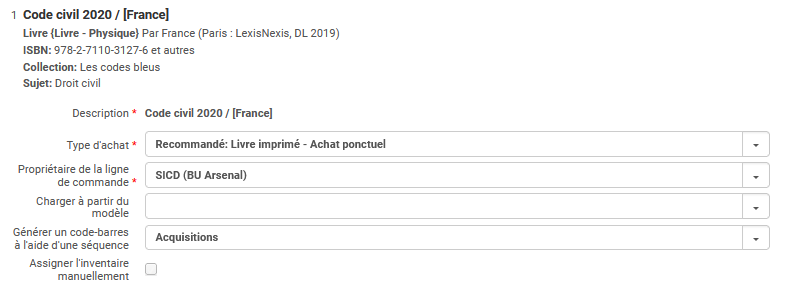 1 Code civil 2020 / [France]
Livre {Livre - Physique} Par France (Paris : LexisNexis, DL 2019)
ISBN: 978-2-7110-3127-6 et autres
Collection: Les codes bleus
Sujet: Droit civil
Description * Code civil 2020 / [France]
Type d'achat * Recommandé: Livre imprimé - Achat ponctuel
Propriétaire de la ligne
de commande * SICD (BU Arsenal)
Charger à partir du
modèle
Générer un code-barres
à l'aide d'une séquence Acquisitions
Assigner l'inventaire
manuellement